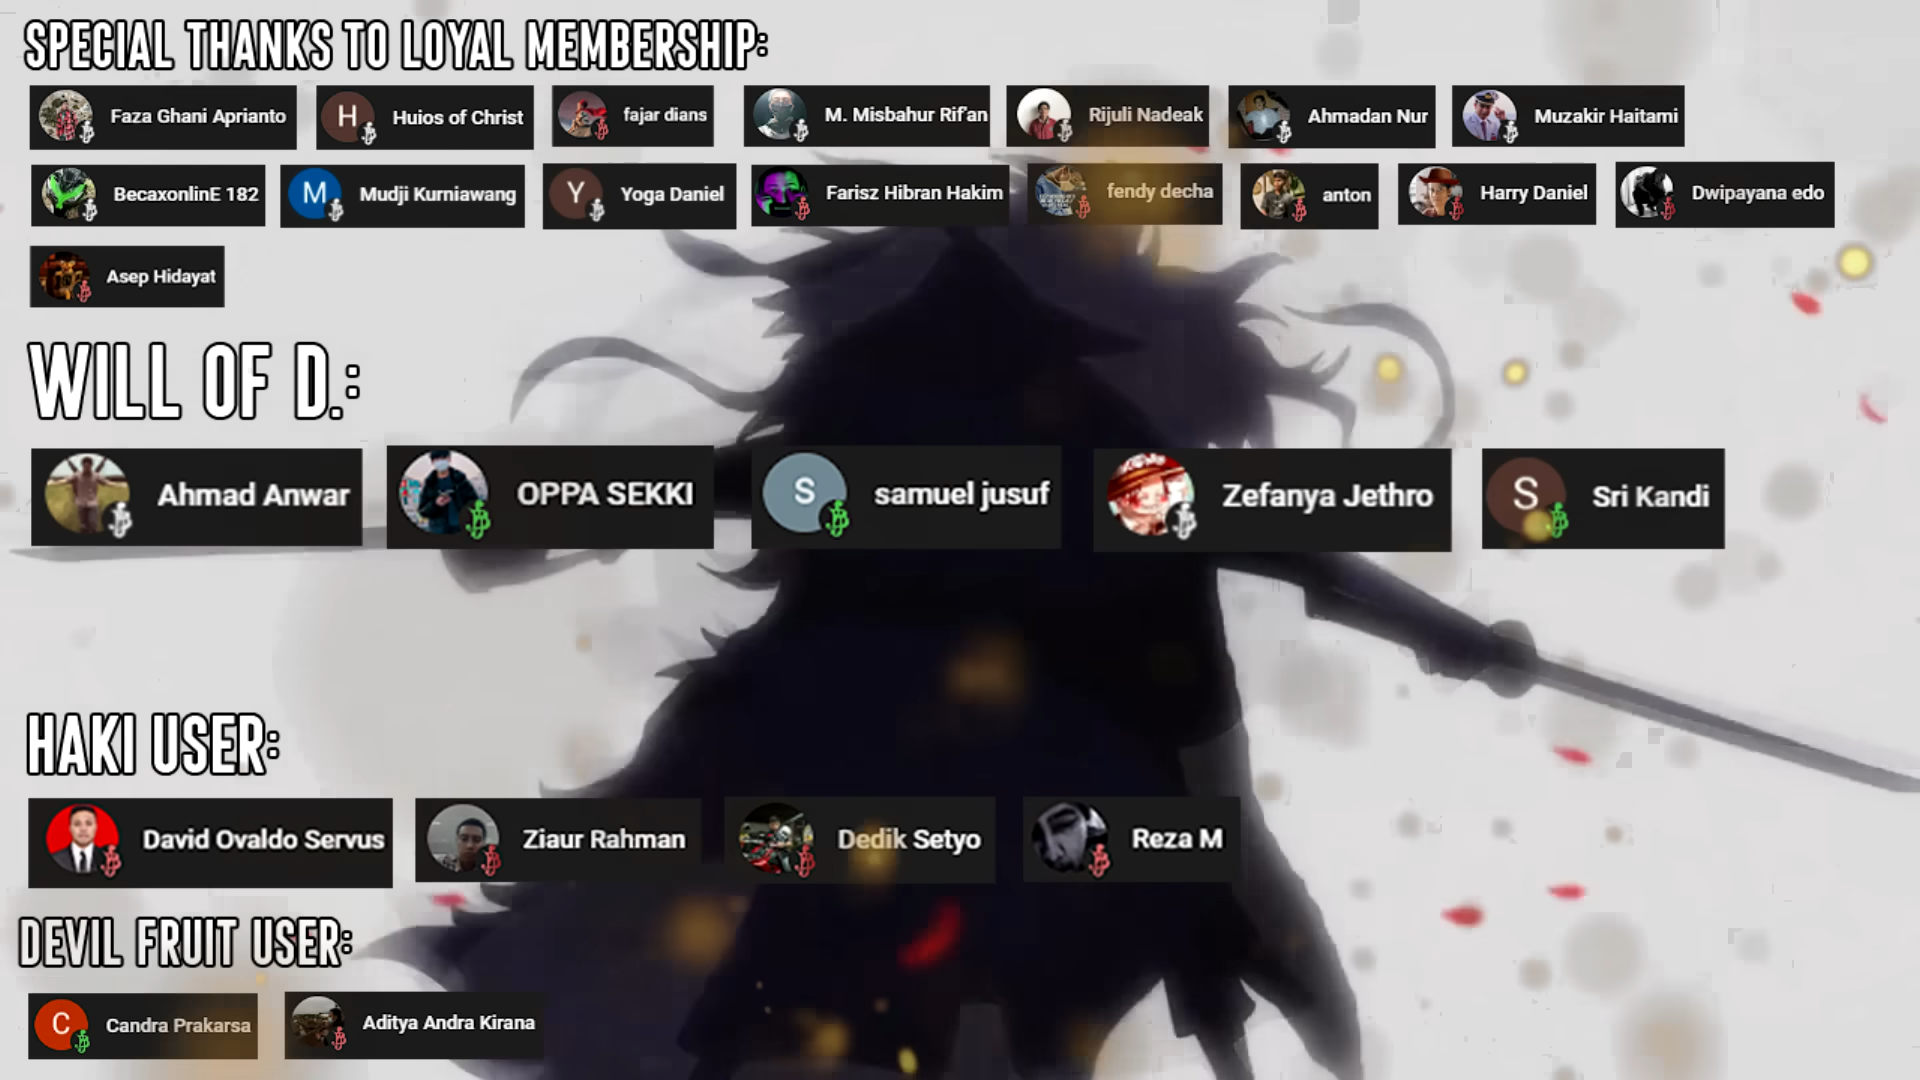 SPECIAL THANKS TO LOYAL MEMBERSHIP:
Faza Ghani Aprianto H Huios of Christ fajar dians M. Misbahur Rif'an Rijuli Nadeak Ahmadan Nur Muzakir Haitami
BecaxonlinE 182 M Mudji Kurniawang Y Yoga Daniel Farisz Hibran Hakim fendy decha anton Harry Daniel Dwipayana edo
Asep Hidayat
WILL OF D.:
Ahmad Anwar OPPA SEKKI S samuel jusuf Zefanya Jethro S Sri Kandi
HAKI USER:
David Ovaldo Servus Ziaur Rahman Dedik Setyo Reza M
DEVIL FRUIT USER:
C Candra Prakarsa Aditya Andra Kirana